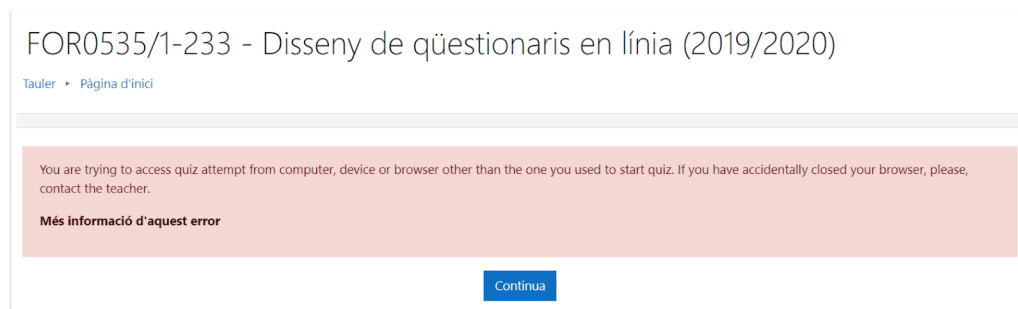 FOR0535/1-233 - Disseny de qüestionaris en línia (2019/2020)
Tauler ▸ Pàgina d'inici
You are trying to access quiz attempt from computer, device or browser other than the one you used to start quiz. If you have accidentally closed your browser, please,
contact the teacher.
Més informació d'aquest error
Continua